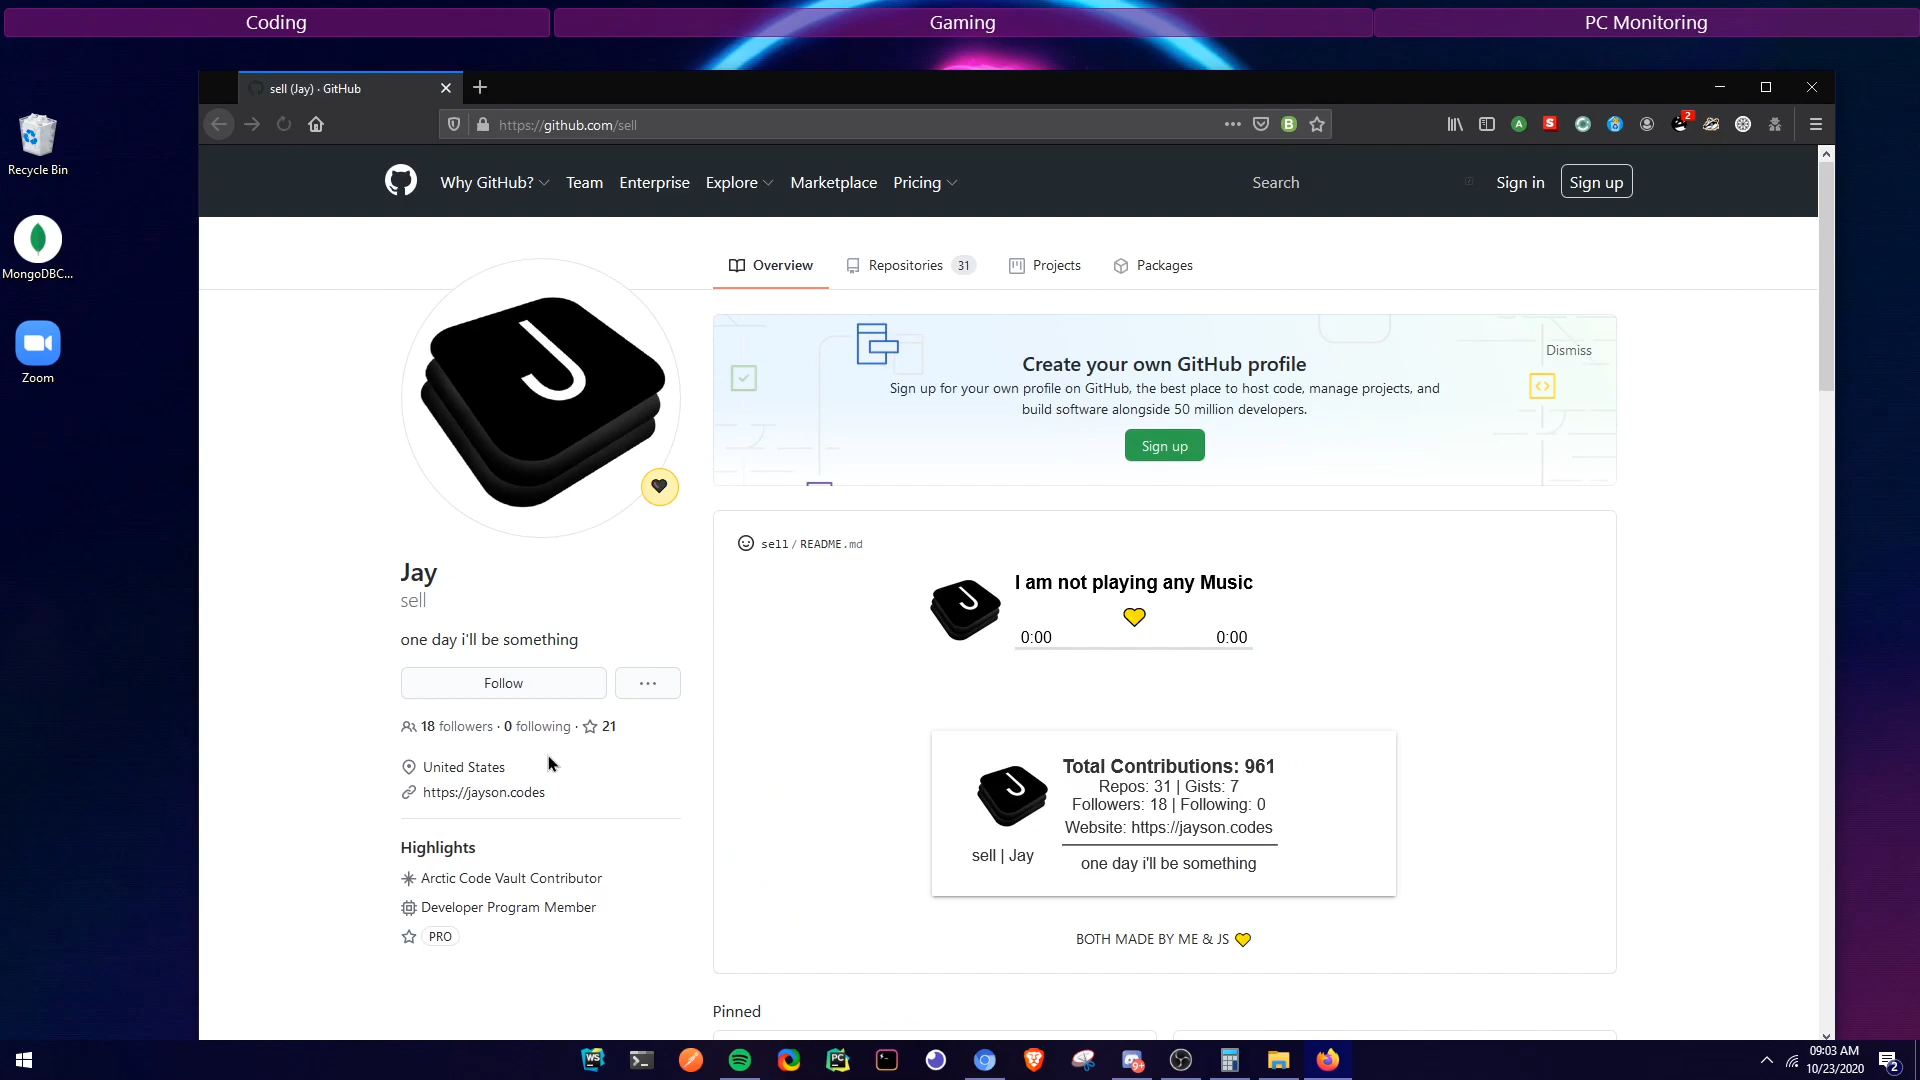 Coding
Gaming
PC Monitoring
sell (Jay) · GitHub
https://github.com/sell
2
Recycle Bin
MongoDBC...
Zoom
Why GitHub?
Team
Enterprise
Explore
Marketplace
Pricing
Search
Sign in
Sign up
Overview
Repositories 31
Projects
Packages
Create your own GitHub profile
Dismiss
Sign up for your own profile on GitHub, the best place to host code, manage projects, and
build software alongside 50 million developers.
Sign up
J
Jay
sell
one day i'll be something
Follow
18 followers · 0 following · 21
United States
https://jayson.codes
Highlights
Arctic Code Vault Contributor
Developer Program Member
PRO
sell / README.md
J
I am not playing any Music
0:00 0:00
J
Total Contributions: 961
Repos: 31 | Gists: 7
Followers: 18 | Following: 0
Website: https://jayson.codes
sell | Jay
one day i'll be something
BOTH MADE BY ME & JS
Pinned
WS
PC
9+
09:03 AM
10/23/2020
2